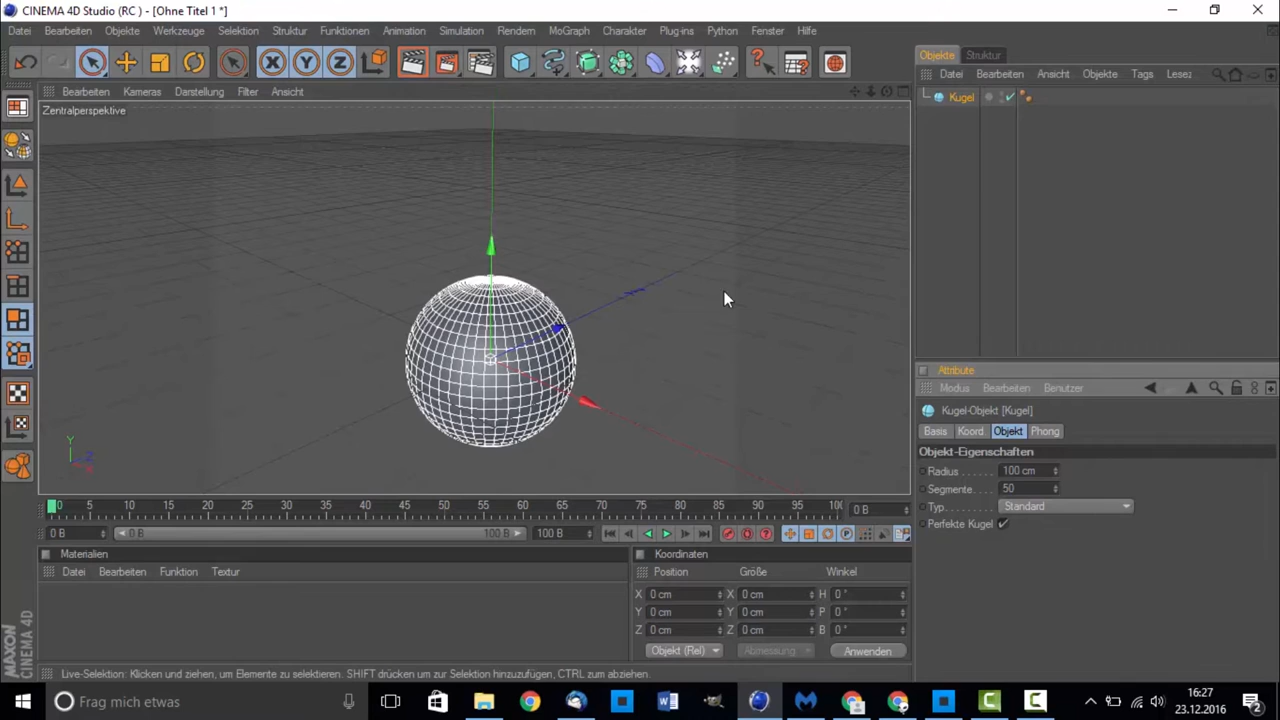 CINEMA 4D Studio (RC ) - [Ohne Titel 1 *]
Datei Bearbeiten Objekte Werkzeuge Selektion Struktur Funktionen Animation Simulation Rendern MoGraph Charakter Plug-ins Python Fenster Hilfe
X Y Z
Objekte Struktur
Datei Bearbeiten Ansicht Objekte Tags Lesez
Bearbeiten Kameras Darstellung Filter Ansicht
Kugel
Zentralperspektive
Y
Z
X
Attribute
Modus Bearbeiten Benutzer
Kugel-Objekt [Kugel]
Basis Koord Objekt Phong
Objekt-Eigenschaften
Radius 100 cm
Segmente 50
Typ Standard
Perfekte Kugel
0 5 10 15 20 25 30 35 40 45 50 55 60 65 70 75 80 85 90 95 100 0 B
0 B 0 B 100 B 100 B
Materialien
Datei Bearbeiten Funktion Textur
Koordinaten
Position Größe Winkel
X 0 cm X 0 cm H 0 °
Y 0 cm Y 0 cm P 0 °
Z 0 cm Z 0 cm B 0 °
Objekt (Rel) Abmessung Anwenden
MAXON
CINEMA 4D
Live-Selektion: Klicken und ziehen, um Elemente zu selektieren. SHIFT drücken um zur Selektion hinzuzufügen, CTRL zum abziehen.
Frag mich etwas
16:27
23.12.2016
2